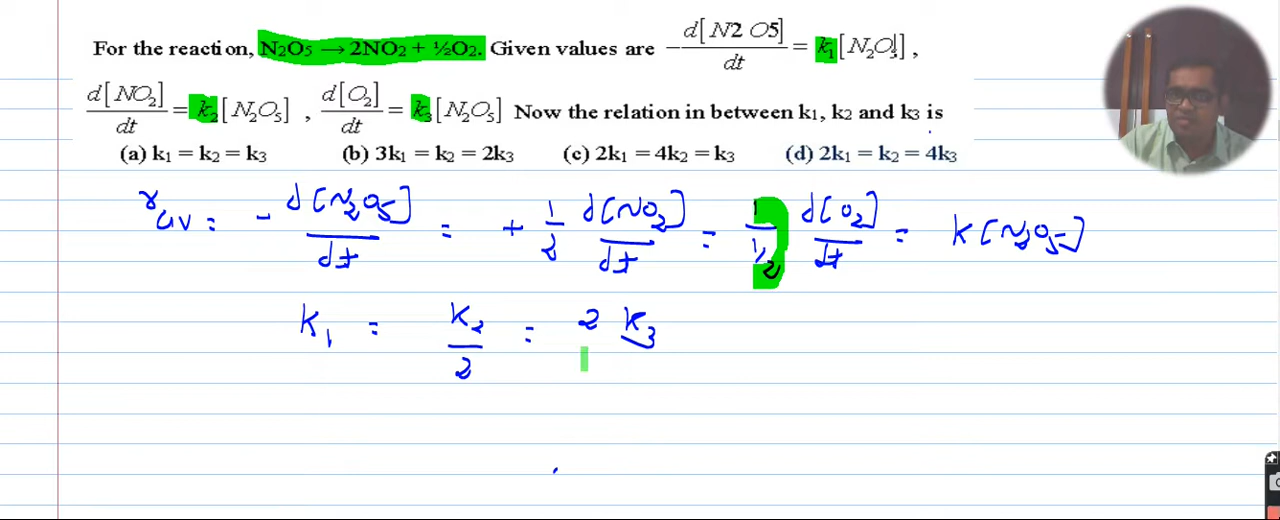 For the reaction, N₂O₅ → 2NO₂ + ½O₂. Given values are -d[N2 O5]/dt = k₁[N₂O₅] ,
d[NO₂]/dt = k₂[N₂O₅] , d[O₂]/dt = k₃[N₂O₅] Now the relation in between k₁, k₂ and k₃ is
(a) k₁ = k₂ = k₃ (b) 3k₁ = k₂ = 2k₃ (c) 2k₁ = 4k₂ = k₃ (d) 2k₁ = k₂ = 4k₃
r_av = - d[N₂O₅]/dt = + 1/2 d[NO₂]/dt = 1/(1/2) d[O₂]/dt = k[N₂O₅]
k₁ = k₂/2 = 2 k₃